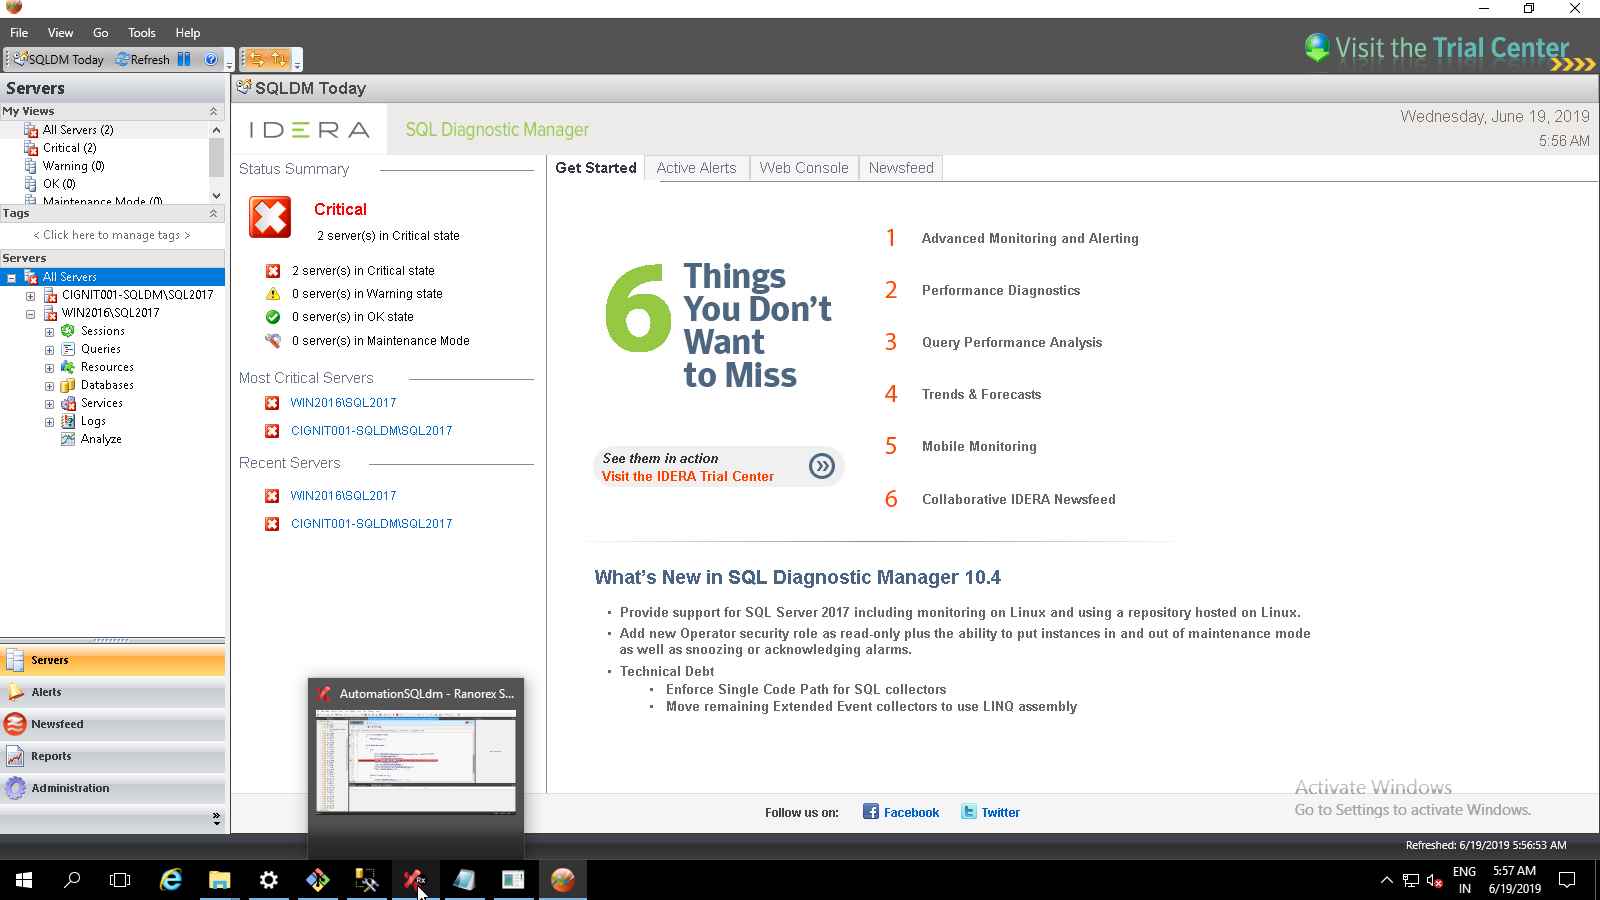 File View Go Tools Help
Visit the Trial Center
SQLDM Today Refresh
Servers
SQLDM Today
My Views
All Servers (2)
Critical (2)
Warning (0)
OK (0)
Maintenance Mode (0)
Tags
< Click here to manage tags >
Servers
All Servers
CIGNIT001-SQLDM\SQL2017
WIN2016\SQL2017
Sessions
Queries
Resources
Databases
Services
Logs
Analyze
Servers
Alerts
Newsfeed
Reports
Administration
IDERA
SQL Diagnostic Manager
Wednesday, June 19, 2019
5:56 AM
Status Summary
Critical
2 server(s) in Critical state
2 server(s) in Critical state
0 server(s) in Warning state
0 server(s) in OK state
0 server(s) in Maintenance Mode
Most Critical Servers
WIN2016\SQL2017
CIGNIT001-SQLDM\SQL2017
Recent Servers
WIN2016\SQL2017
CIGNIT001-SQLDM\SQL2017
Get Started Active Alerts Web Console Newsfeed
6 Things
You Don't
Want
to Miss
See them in action
Visit the IDERA Trial Center
1 Advanced Monitoring and Alerting
2 Performance Diagnostics
3 Query Performance Analysis
4 Trends & Forecasts
5 Mobile Monitoring
6 Collaborative IDERA Newsfeed
What's New in SQL Diagnostic Manager 10.4
• Provide support for SQL Server 2017 including monitoring on Linux and using a repository hosted on Linux.
• Add new Operator security role as read-only plus the ability to put instances in and out of maintenance mode
as well as snoozing or acknowledging alarms.
• Technical Debt
• Enforce Single Code Path for SQL collectors
• Move remaining Extended Event collectors to use LINQ assembly
AutomationSQLdm - Ranorex S...
Follow us on: Facebook Twitter
Activate Windows
Go to Settings to activate Windows.
Refreshed: 6/19/2019 5:56:53 AM
Rx
ENG
IN
5:57 AM
6/19/2019